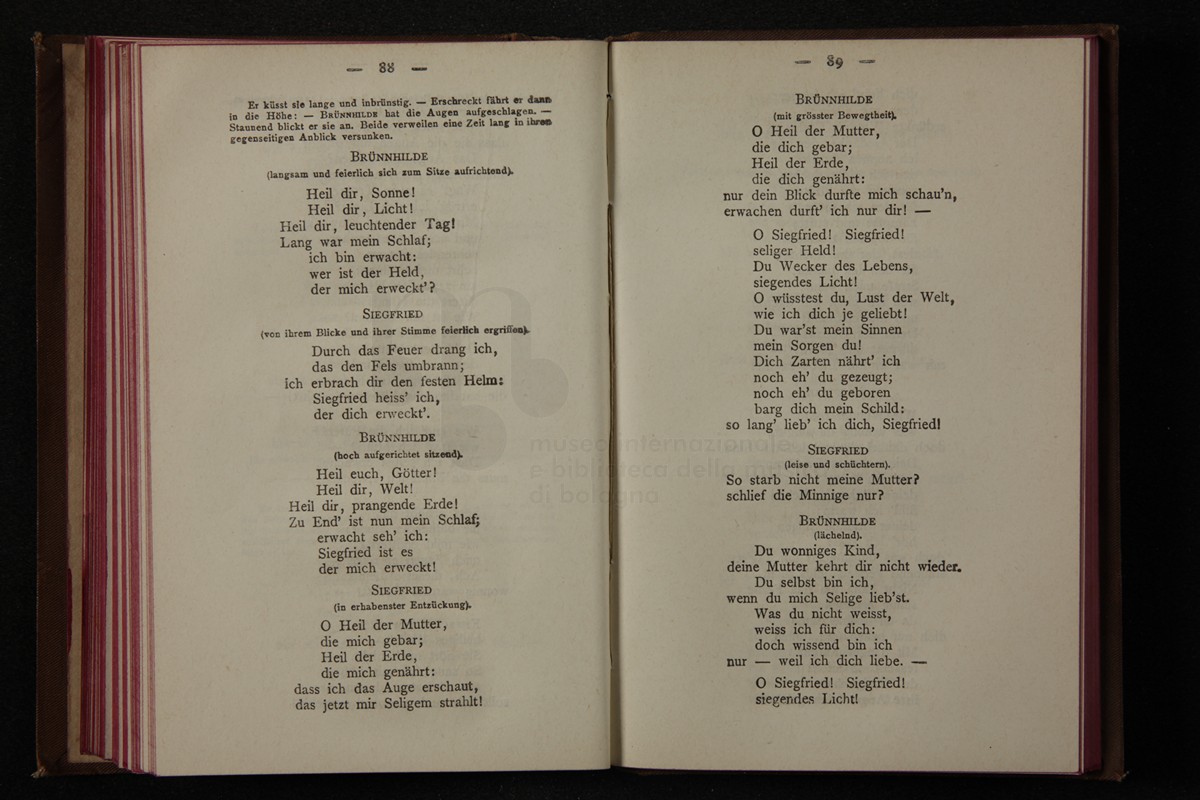 — 88 —
Er küsst sie lange und inbrünstig. — Erschreckt fährt er dann
in die Höhe: — BRÜNNHILDE hat die Augen aufgeschlagen. —
Staunend blickt er sie an. Beide verweilen eine Zeit lang in ihren
gegenseitigen Anblick versunken.
BRÜNNHILDE
(langsam und feierlich sich zum Sitze aufrichtend).
Heil dir, Sonne!
Heil dir, Licht!
Heil dir, leuchtender Tag!
Lang war mein Schlaf;
ich bin erwacht:
wer ist der Held,
der mich erweckt'?
SIEGFRIED
(von ihrem Blicke und ihrer Stimme feierlich ergriffen).
Durch das Feuer drang ich,
das den Fels umbrann;
ich erbrach dir den festen Helm:
Siegfried heiss' ich,
der dich erweckt'.
BRÜNNHILDE
(hoch aufgerichtet sitzend).
Heil euch, Götter!
Heil dir, Welt!
Heil dir, prangende Erde!
Zu End' ist nun mein Schlaf;
erwacht seh' ich:
Siegfried ist es
der mich erweckt!
SIEGFRIED
(in erhabenster Entzückung).
O Heil der Mutter,
die mich gebar;
Heil der Erde,
die mich genährt:
dass ich das Auge erschaut,
das jetzt mir Seligem strahlt!
— 89 —
BRÜNNHILDE
(mit grösster Bewegtheit).
O Heil der Mutter,
die dich gebar;
Heil der Erde,
die dich genährt:
nur dein Blick durfte mich schau'n,
erwachen durft' ich nur dir! —
O Siegfried! Siegfried!
seliger Held!
Du Wecker des Lebens,
siegendes Licht!
O wüsstest du, Lust der Welt,
wie ich dich je geliebt!
Du war'st mein Sinnen
mein Sorgen du!
Dich Zarten nährt' ich
noch eh' du gezeugt;
noch eh' du geboren
barg dich mein Schild:
so lang' lieb' ich dich, Siegfried!
SIEGFRIED
(leise und schüchtern).
So starb nicht meine Mutter?
schlief die Minnige nur?
BRÜNNHILDE
(lächelnd).
Du wonniges Kind,
deine Mutter kehrt dir nicht wieder.
Du selbst bin ich,
wenn du mich Selige lieb'st.
Was du nicht weisst,
weiss ich für dich:
doch wissend bin ich
nur — weil ich dich liebe. —
O Siegfried! Siegfried!
siegendes Licht!
museo internazionale
e biblioteca della musica
di bologna